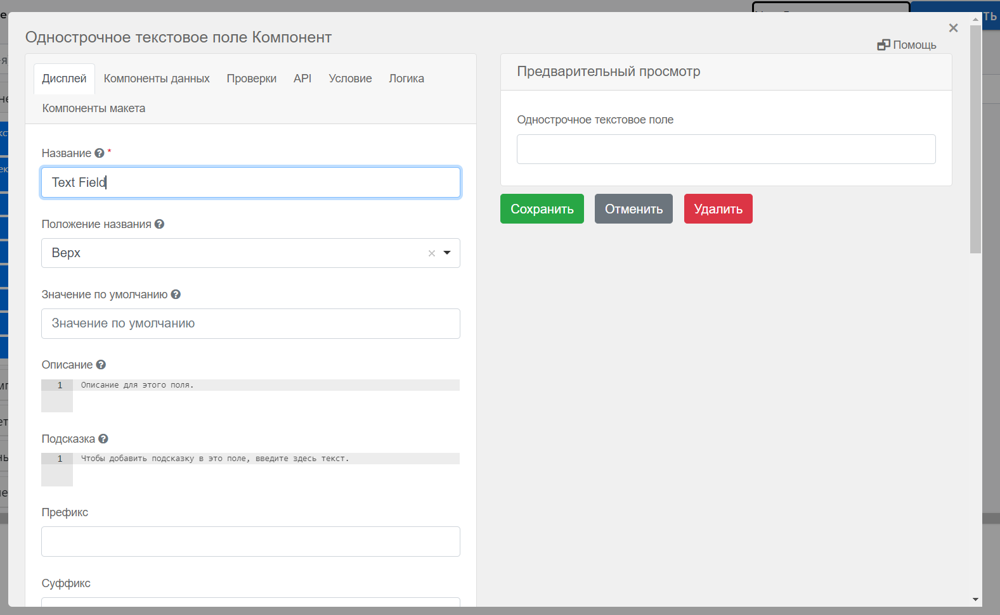 Однострочное текстовое поле Компонент
Помощь
Дисплей Компоненты данных Проверки API Условие Логика
Компоненты макета
Название *
Text Field
Положение названия
Верх
Значение по умолчанию
Значение по умолчанию
Описание
1 Описание для этого поля.
Подсказка
1 Чтобы добавить подсказку в это поле, введите здесь текст.
Префикс
Суффикс
Предварительный просмотр
Однострочное текстовое поле
Сохранить Отменить Удалить